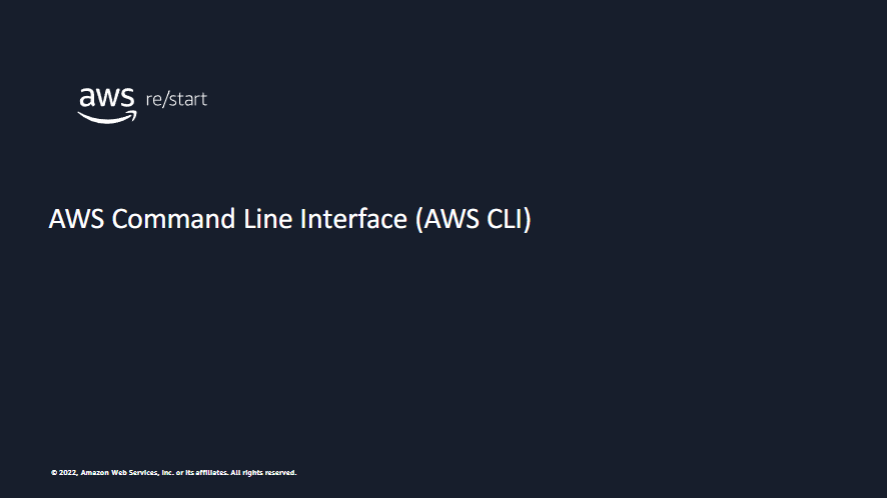 aws re/start
AWS Command Line Interface (AWS CLI)
© 2022, Amazon Web Services, Inc. or its affiliates. All rights reserved.